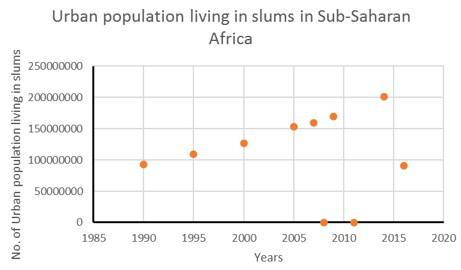 Urban population living in slums in Sub-Saharan
Africa
No. of Urban population living in slums
250000000
200000000
150000000
100000000
50000000
0
1985 1990 1995 2000 2005 2010 2015 2020
Years